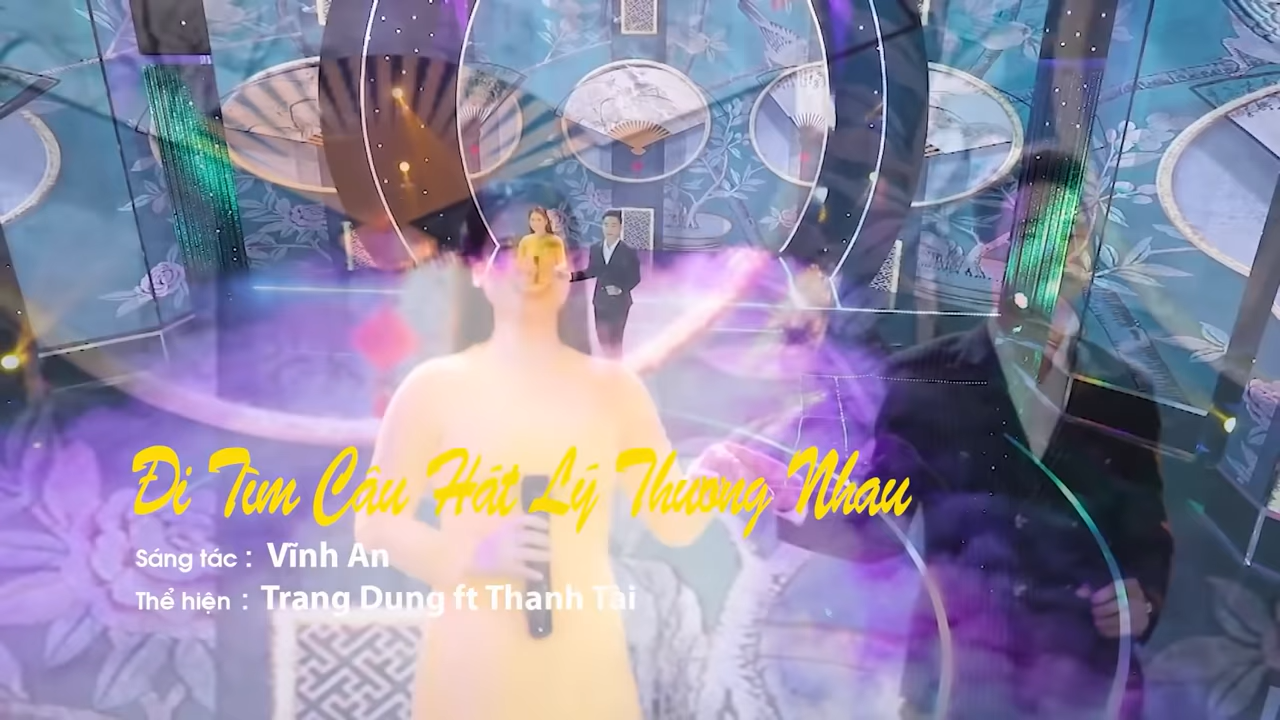 Đi Tìm Câu Hát Lý Thương Nhau
Sáng tác : Vĩnh An
Thể hiện : Trang Dung ft Thanh Tài